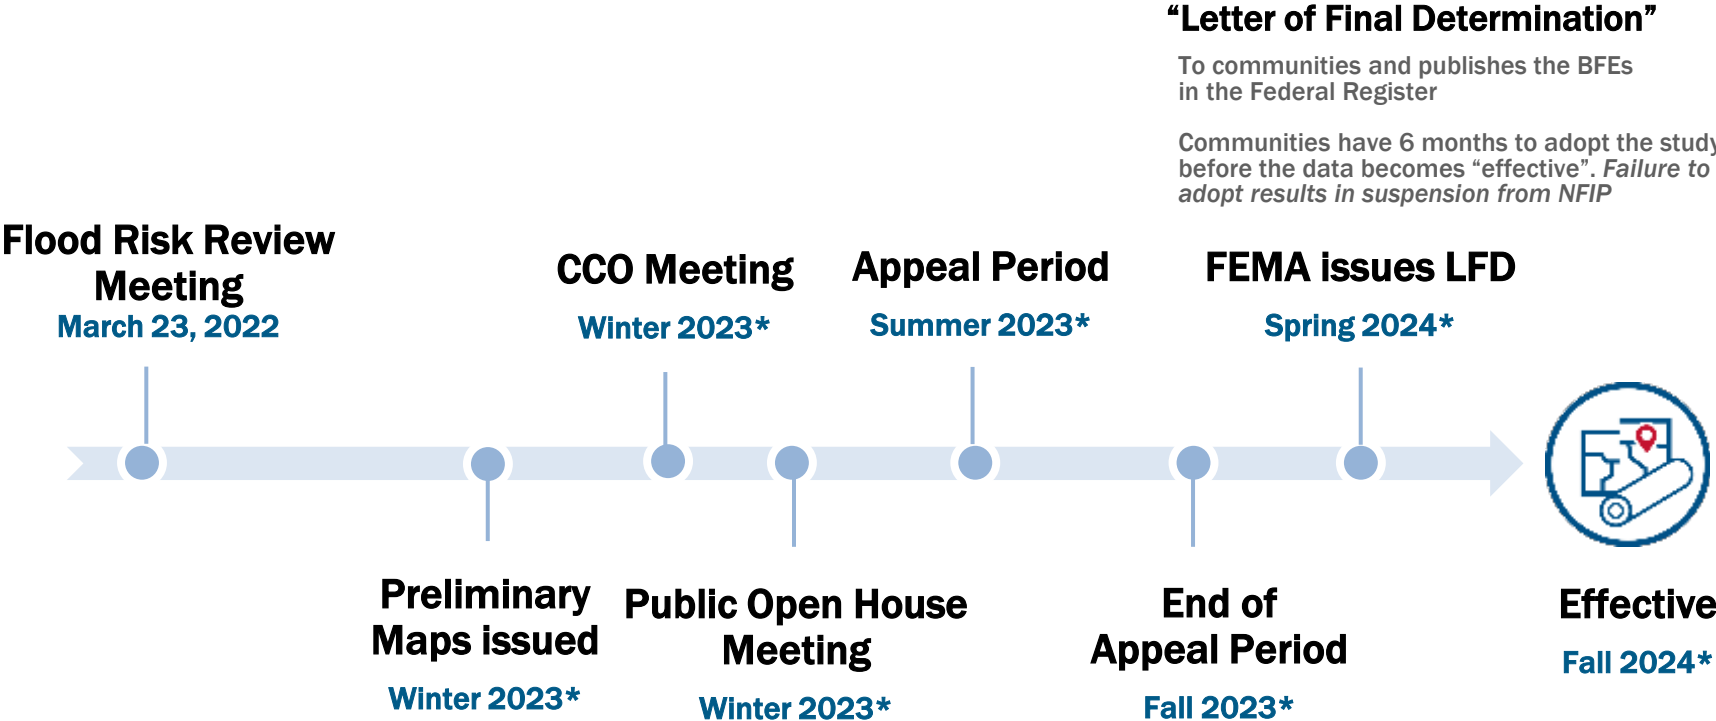 “Letter of Final Determination”
To communities and publishes the BFEs
in the Federal Register
Communities have 6 months to adopt the study
before the data becomes “effective”. Failure to
adopt results in suspension from NFIP
Flood Risk Review
Meeting
March 23, 2022
CCO Meeting
Winter 2023*
Appeal Period
Summer 2023*
FEMA issues LFD
Spring 2024*
Preliminary
Maps issued
Winter 2023*
Public Open House
Meeting
Winter 2023*
End of
Appeal Period
Fall 2023*
Effective
Fall 2024*